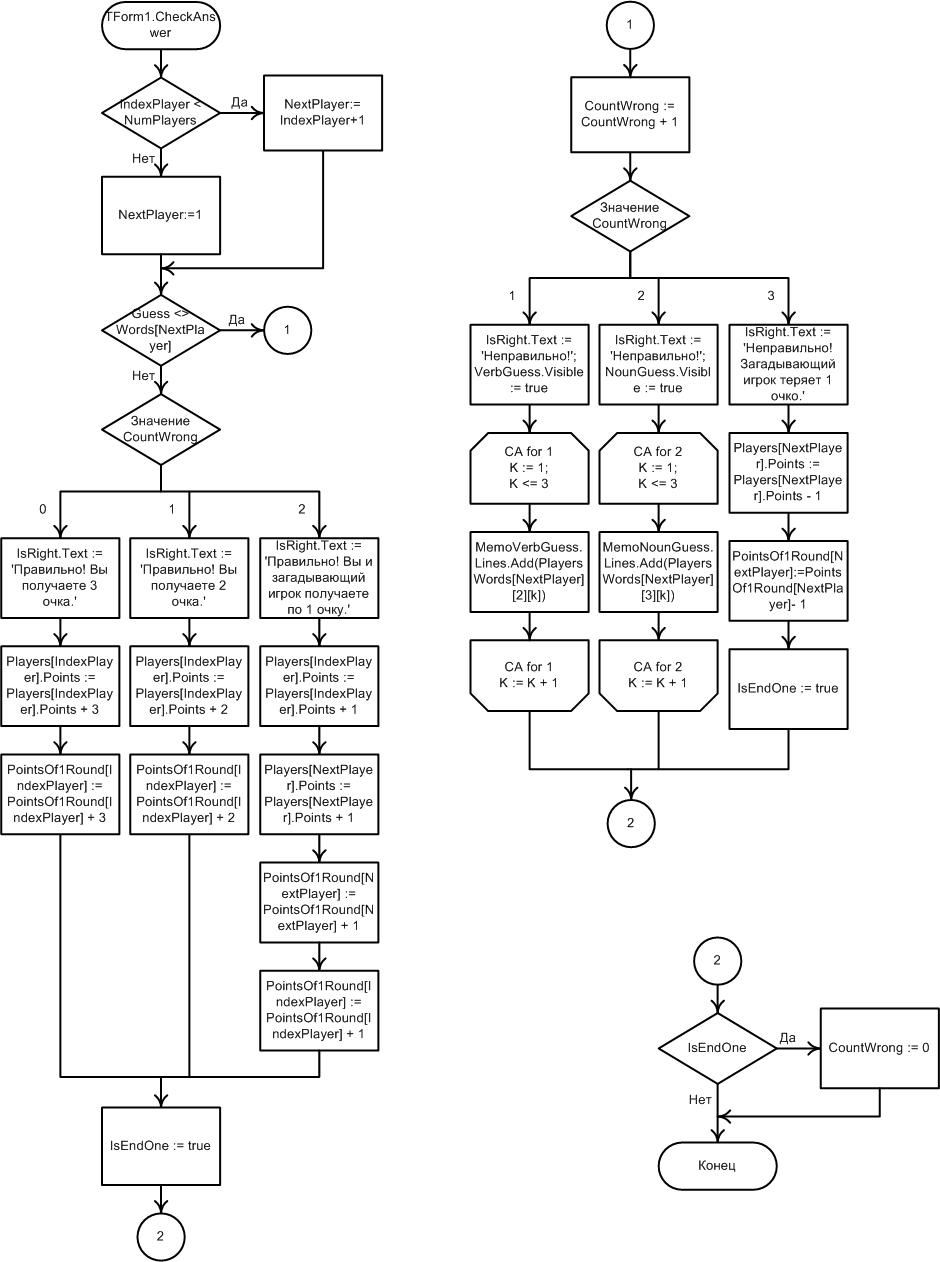 TForm1.CheckAns
wer
IndexPlayer <
NumPlayers
Да
NextPlayer:=
IndexPlayer+1
Нет
NextPlayer:=1
Guess <>
Words[NextPla
yer]
Да
1
Нет
Значение
CountWrong
0
1
2
IsRight.Text :=
'Правильно! Вы
получаете 3
очка.'
IsRight.Text :=
'Правильно! Вы
получаете 2
очка.'
IsRight.Text :=
'Правильно! Вы и
загадывающий
игрок получаете
по 1 очку.'
Players[IndexPlay
er].Points :=
Players[IndexPlay
er].Points + 3
Players[IndexPlay
er].Points :=
Players[IndexPlay
er].Points + 2
Players[IndexPlay
er].Points :=
Players[IndexPlay
er].Points + 1
PointsOf1Round[I
ndexPlayer] :=
PointsOf1Round[I
ndexPlayer] + 3
PointsOf1Round[I
ndexPlayer] :=
PointsOf1Round[I
ndexPlayer] + 2
Players[NextPlaye
r].Points :=
Players[NextPlaye
r].Points + 1
PointsOf1Round[N
extPlayer] :=
PointsOf1Round[N
extPlayer] + 1
PointsOf1Round[I
ndexPlayer] :=
PointsOf1Round[I
ndexPlayer] + 1
IsEndOne := true
2
1
CountWrong :=
CountWrong + 1
Значение
CountWrong
1
2
3
IsRight.Text :=
'Неправильно!';
VerbGuess.Visible
:= true
IsRight.Text :=
'Неправильно!';
NounGuess.Visibl
e := true
IsRight.Text :=
'Неправильно!
Загадывающий
игрок теряет 1
очко.'
CA for 1
K := 1;
K <= 3
CA for 2
K := 1;
K <= 3
Players[NextPlaye
r].Points :=
Players[NextPlaye
r].Points - 1
MemoVerbGuess.
Lines.Add(Players
Words[NextPlayer]
[2][k])
MemoNounGuess.
Lines.Add(Players
Words[NextPlayer]
[3][k])
PointsOf1Round[N
extPlayer]:=Points
Of1Round[NextPla
yer]- 1
CA for 1
K := K + 1
CA for 2
K := K + 1
IsEndOne := true
2
2
IsEndOne
Да
CountWrong := 0
Нет
Конец